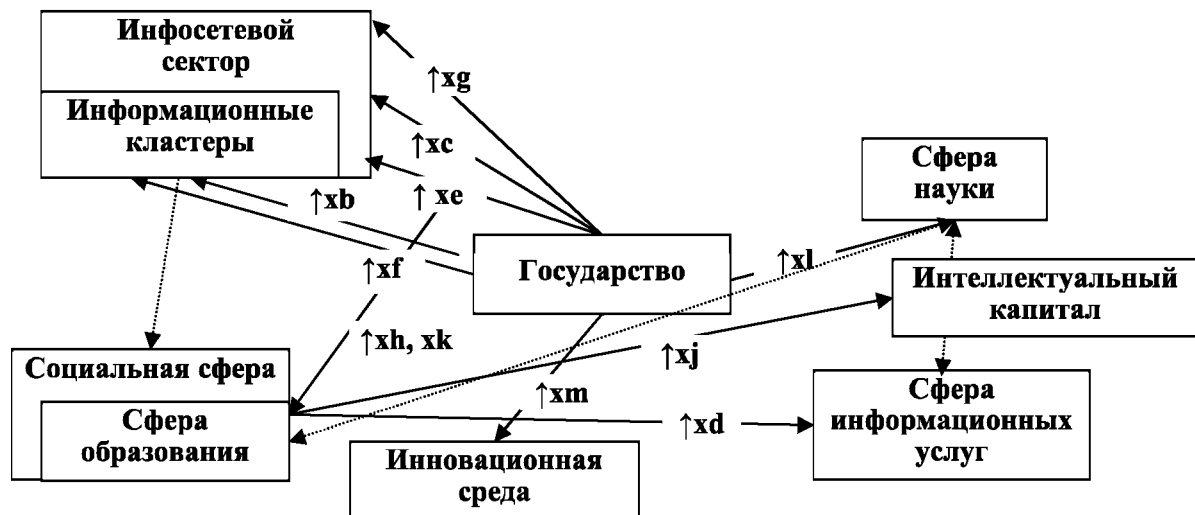 Инфосетевой
сектор
Информационные
кластеры
↑xg
↑xc
↑ xe
↑xb
Сфера
науки
Государство
↑xl
↑xf
Интеллектуальный
капитал
↑xh, xk
↑xj
Социальная сфера
Сфера
образования
↑xm
↑xd
Сфера
информационных
услуг
Инновационная
среда